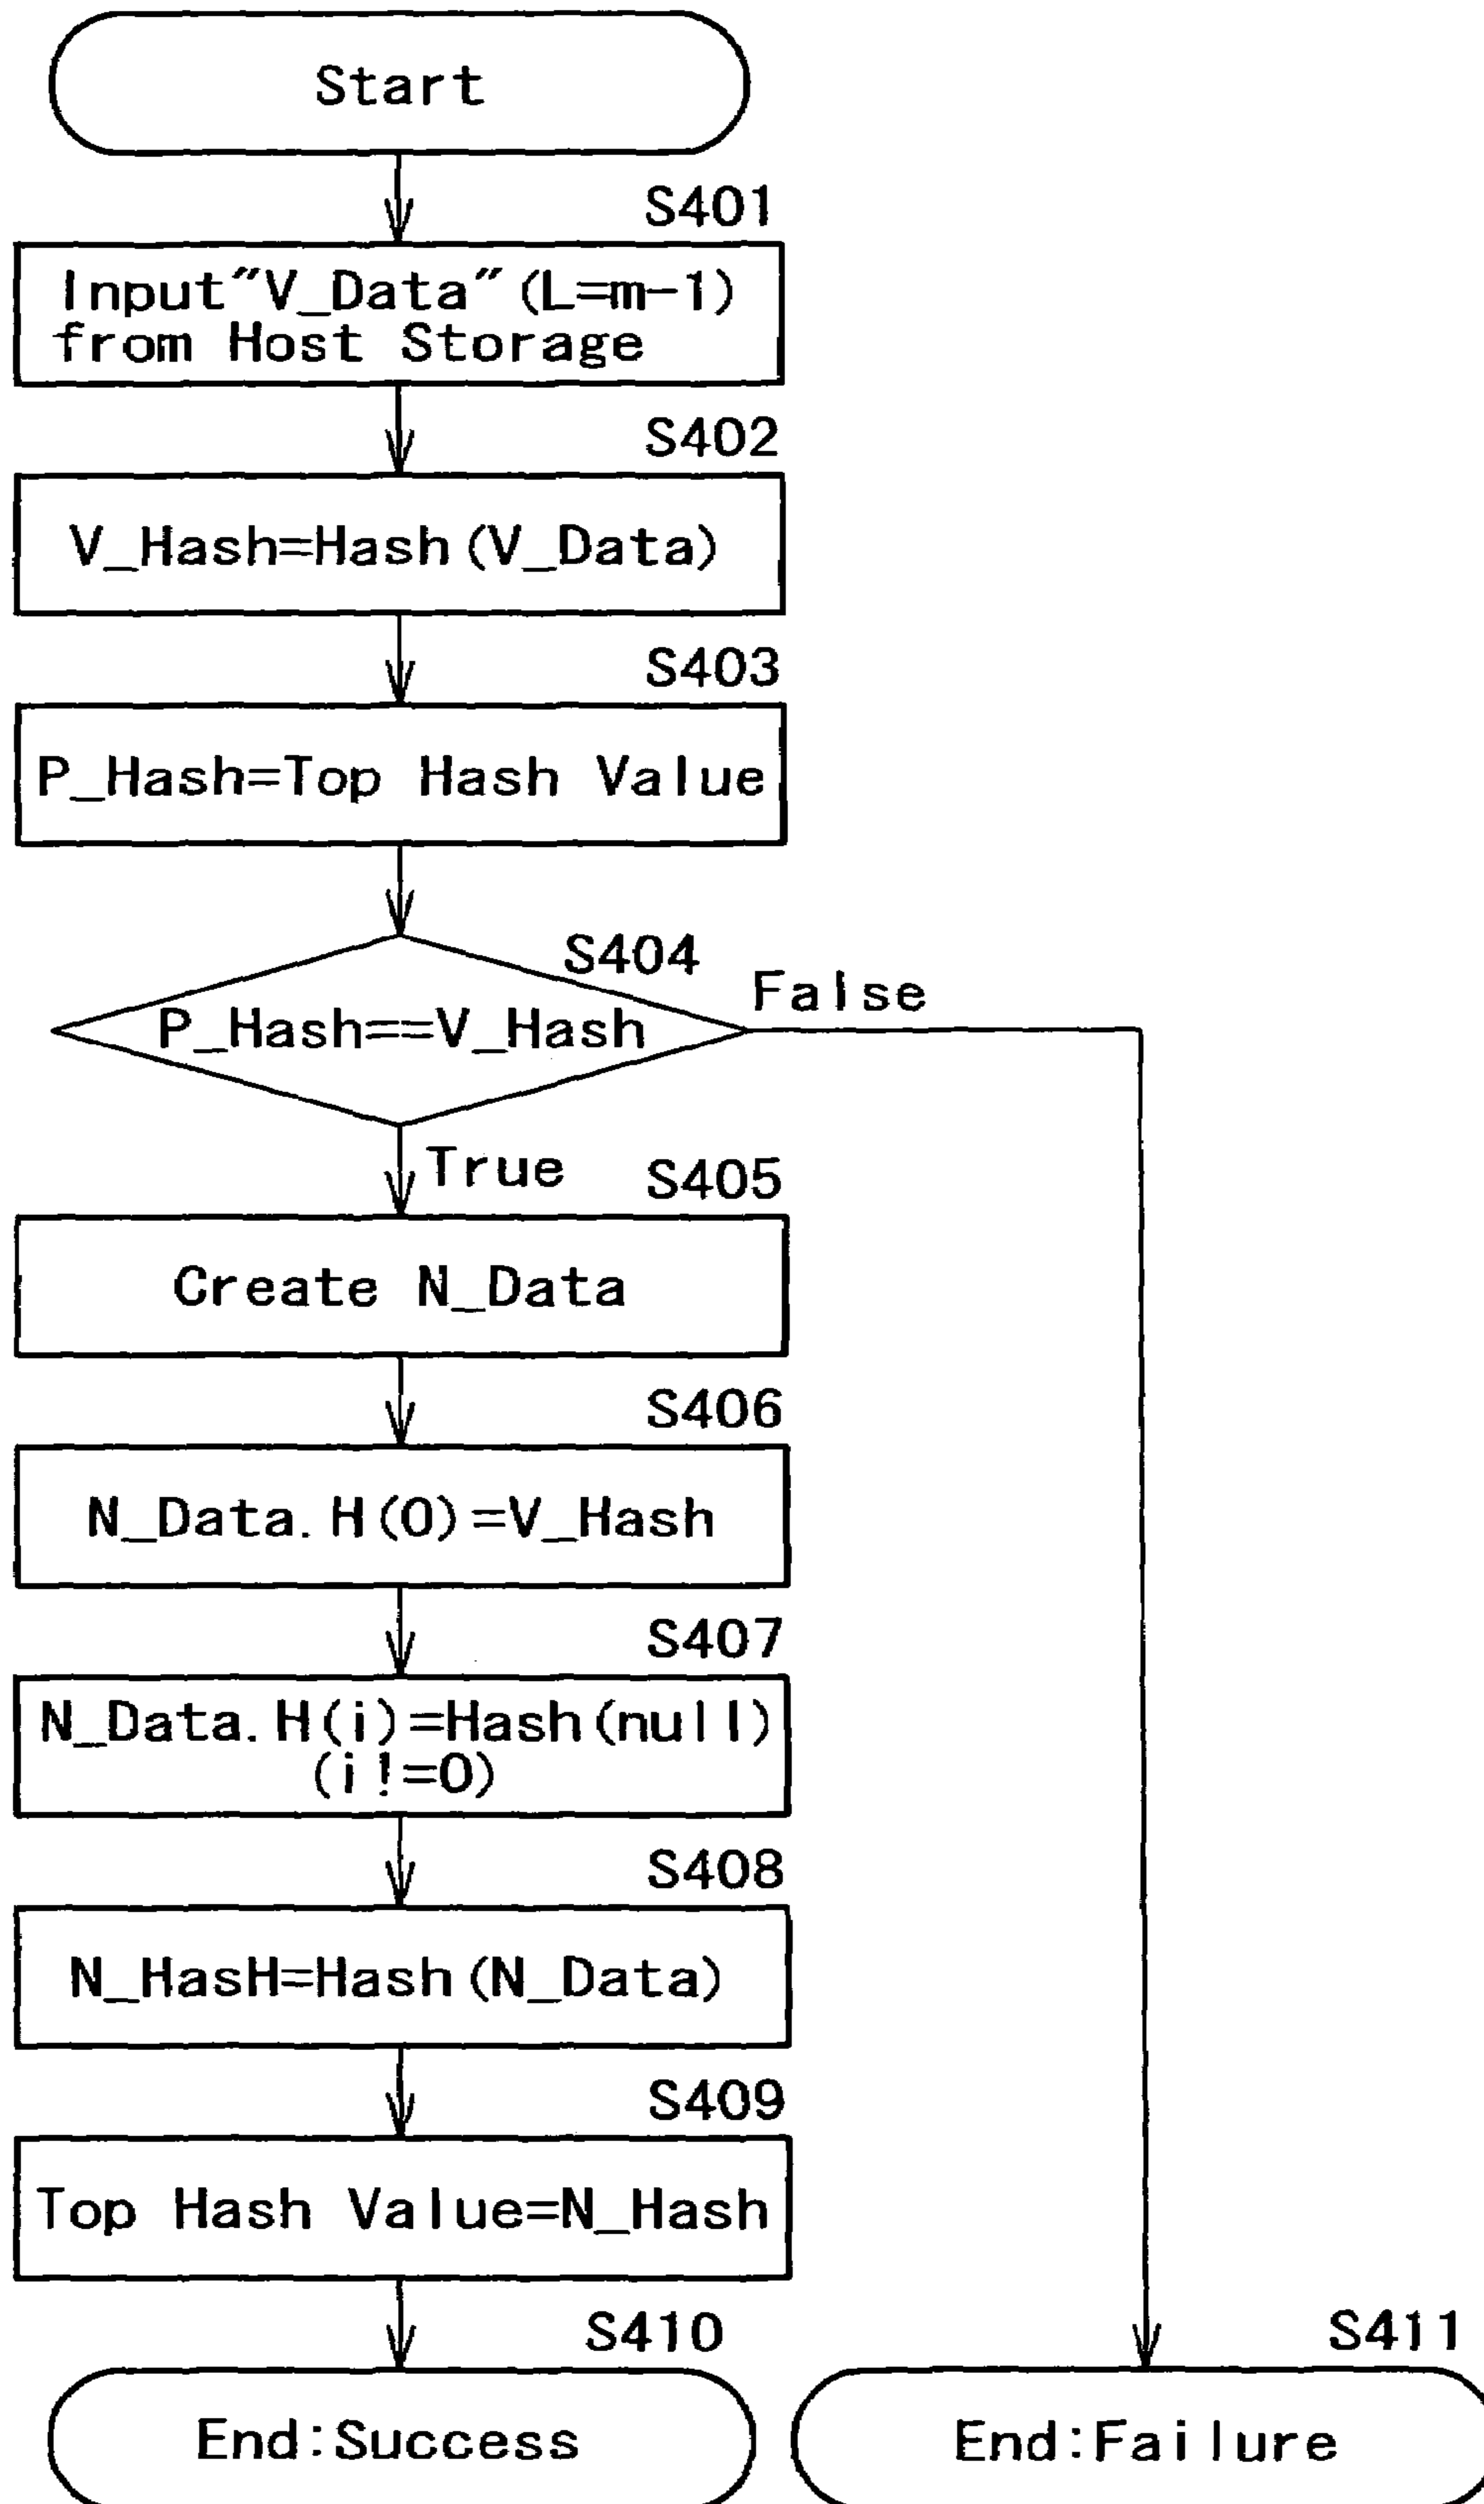 Start
S401
Input"V_Data"(L=m-1)
from Host Storage
S402
V_Hash=Hash(V_Data)
S403
P_Hash=Top Hash Value
S404
False
P_Hash==V_Hash
True
S405
Create N_Data
S406
N_Data.H(0)=V_Hash
S407
N_Data.H(i)=Hash(null)
(i!=0)
S408
N_HasH=Hash(N_Data)
S409
Top Hash Value=N_Hash
S410
S411
End:Success
End:Failure